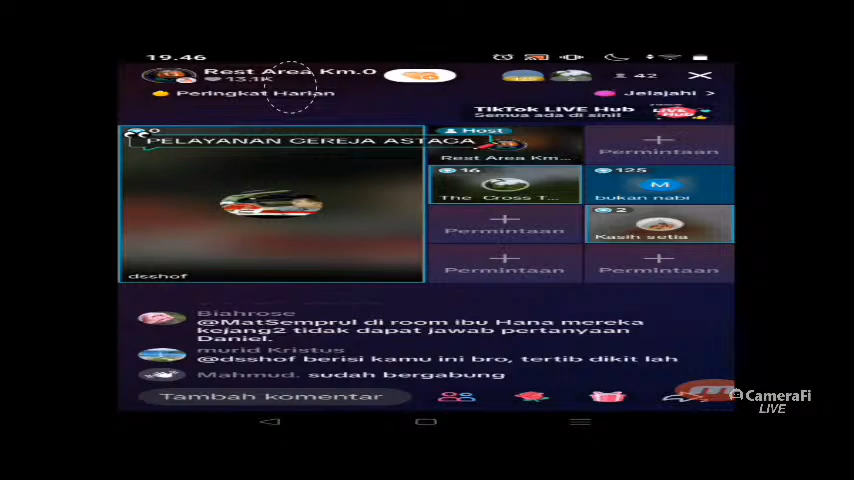 19.46
Rest Area Km.0
13.1K
42
Peringkat Harian
Jelajahi >
TikTok LIVE Hub
Semua ada di sini!
0
PELAYANAN GEREJA ASTAGA
dsshof
Host
Rest Area Km...
Permintaan
16
The Cross T...
125
M
bukan nabi
Permintaan
2
Kasih setia
Permintaan
Permintaan
Biahrose
@MatSemprul di room ibu Hana mereka
kejang2 tidak dapat jawab pertanyaan
Daniel.
murid Kristus
@dsshof berisi kamu ini bro, tertib dikit lah
Mahmud. sudah bergabung
Tambah komentar
CameraFi
LIVE